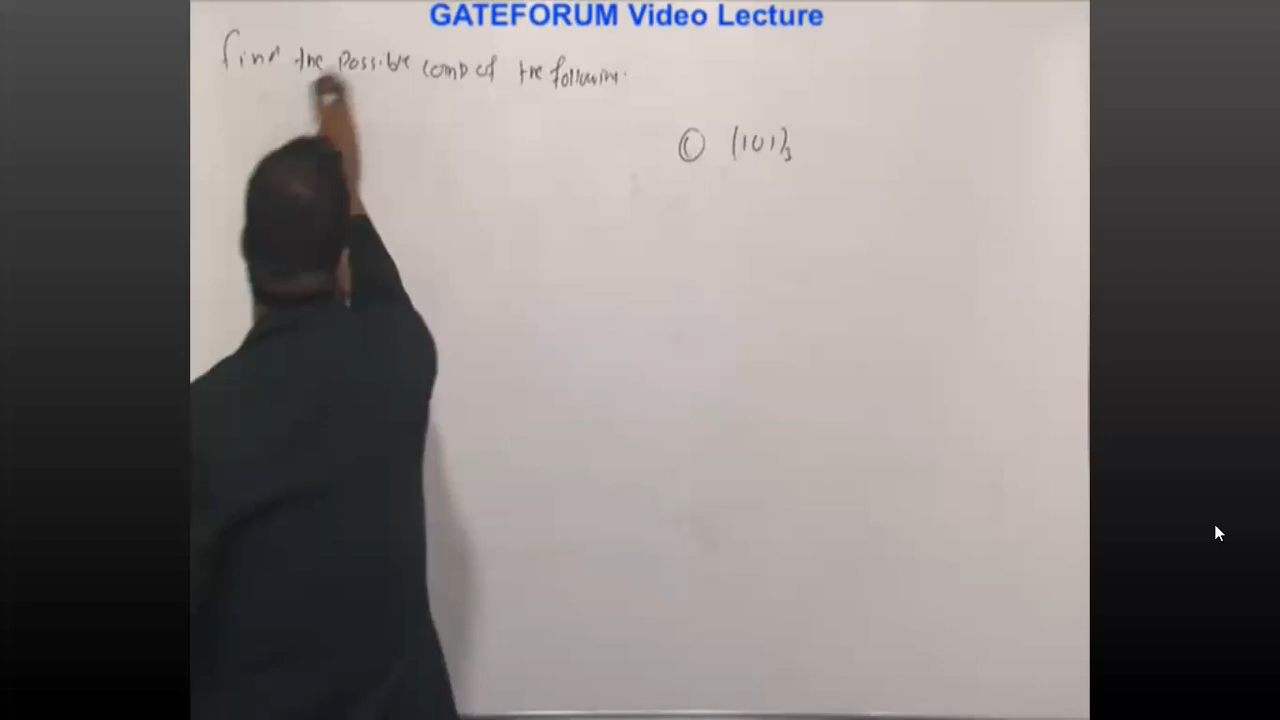 GATEFORUM Video Lecture
Find the possible comp of the following.
① (101)₃